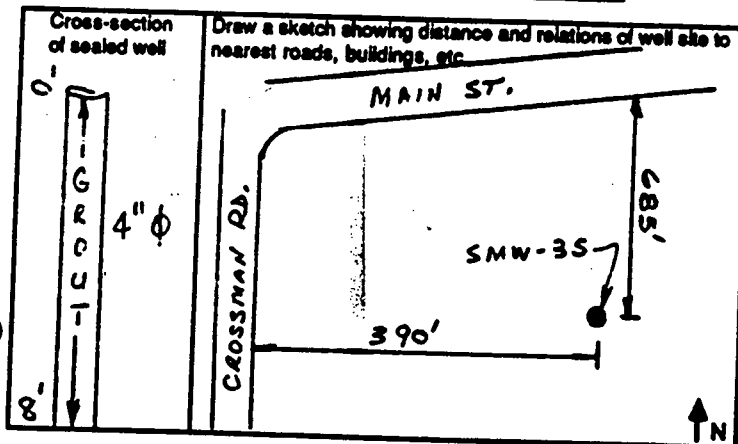 Cross-section
of sealed well
0'
GROUT
4" ϕ
8'
Draw a sketch showing distance and relations of well site to
nearest roads, buildings, etc.
MAIN ST.
CROSSMAN RD.
685'
SMW-3S
390'
N